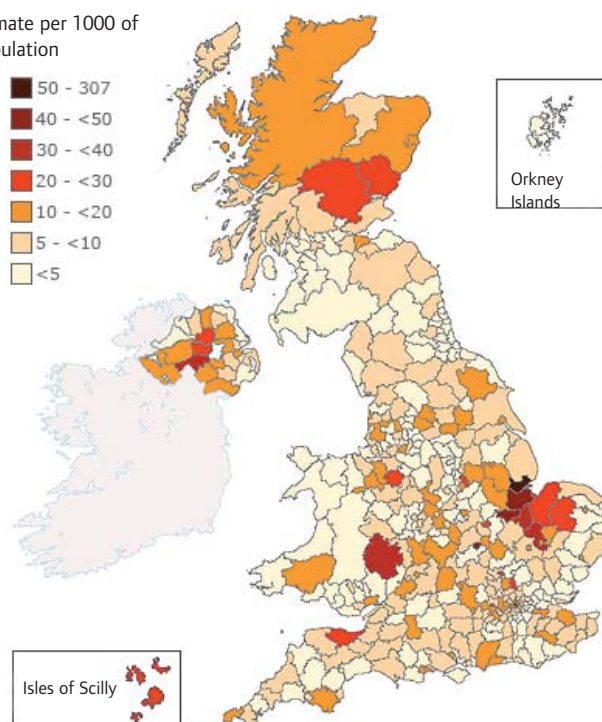 mate per 1000 of
pulation
50 - 307
40 - <50
30 - <40
20 - <30
10 - <20
5 - <10
<5
Orkney
Islands
Isles of Scilly